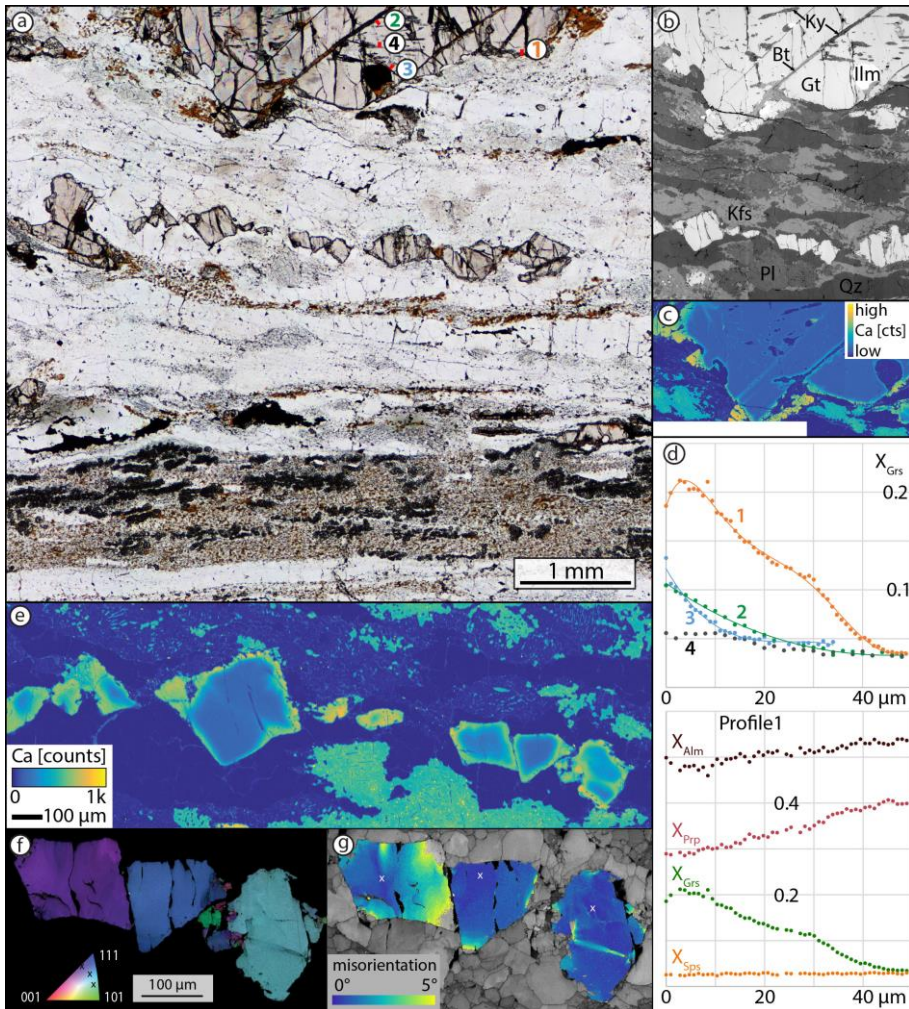 a
2
4
3
1
1 mm
b
Ky
Bt
Ilm
Gt
Kfs
Pl
Qz
c
high
Ca [cts]
low
d
X Grs
0.2
1
0.1
2
3
4
0
20
40 μm
Profile1
X Alm
0.4
X Prp
0.2
X Grs
X Sps
0
20
40 μm
e
Ca [counts]
0
1k
100 μm
f
111
x
x
x
001
101
100 μm
g
x
x
x
misorientation
0°
5°